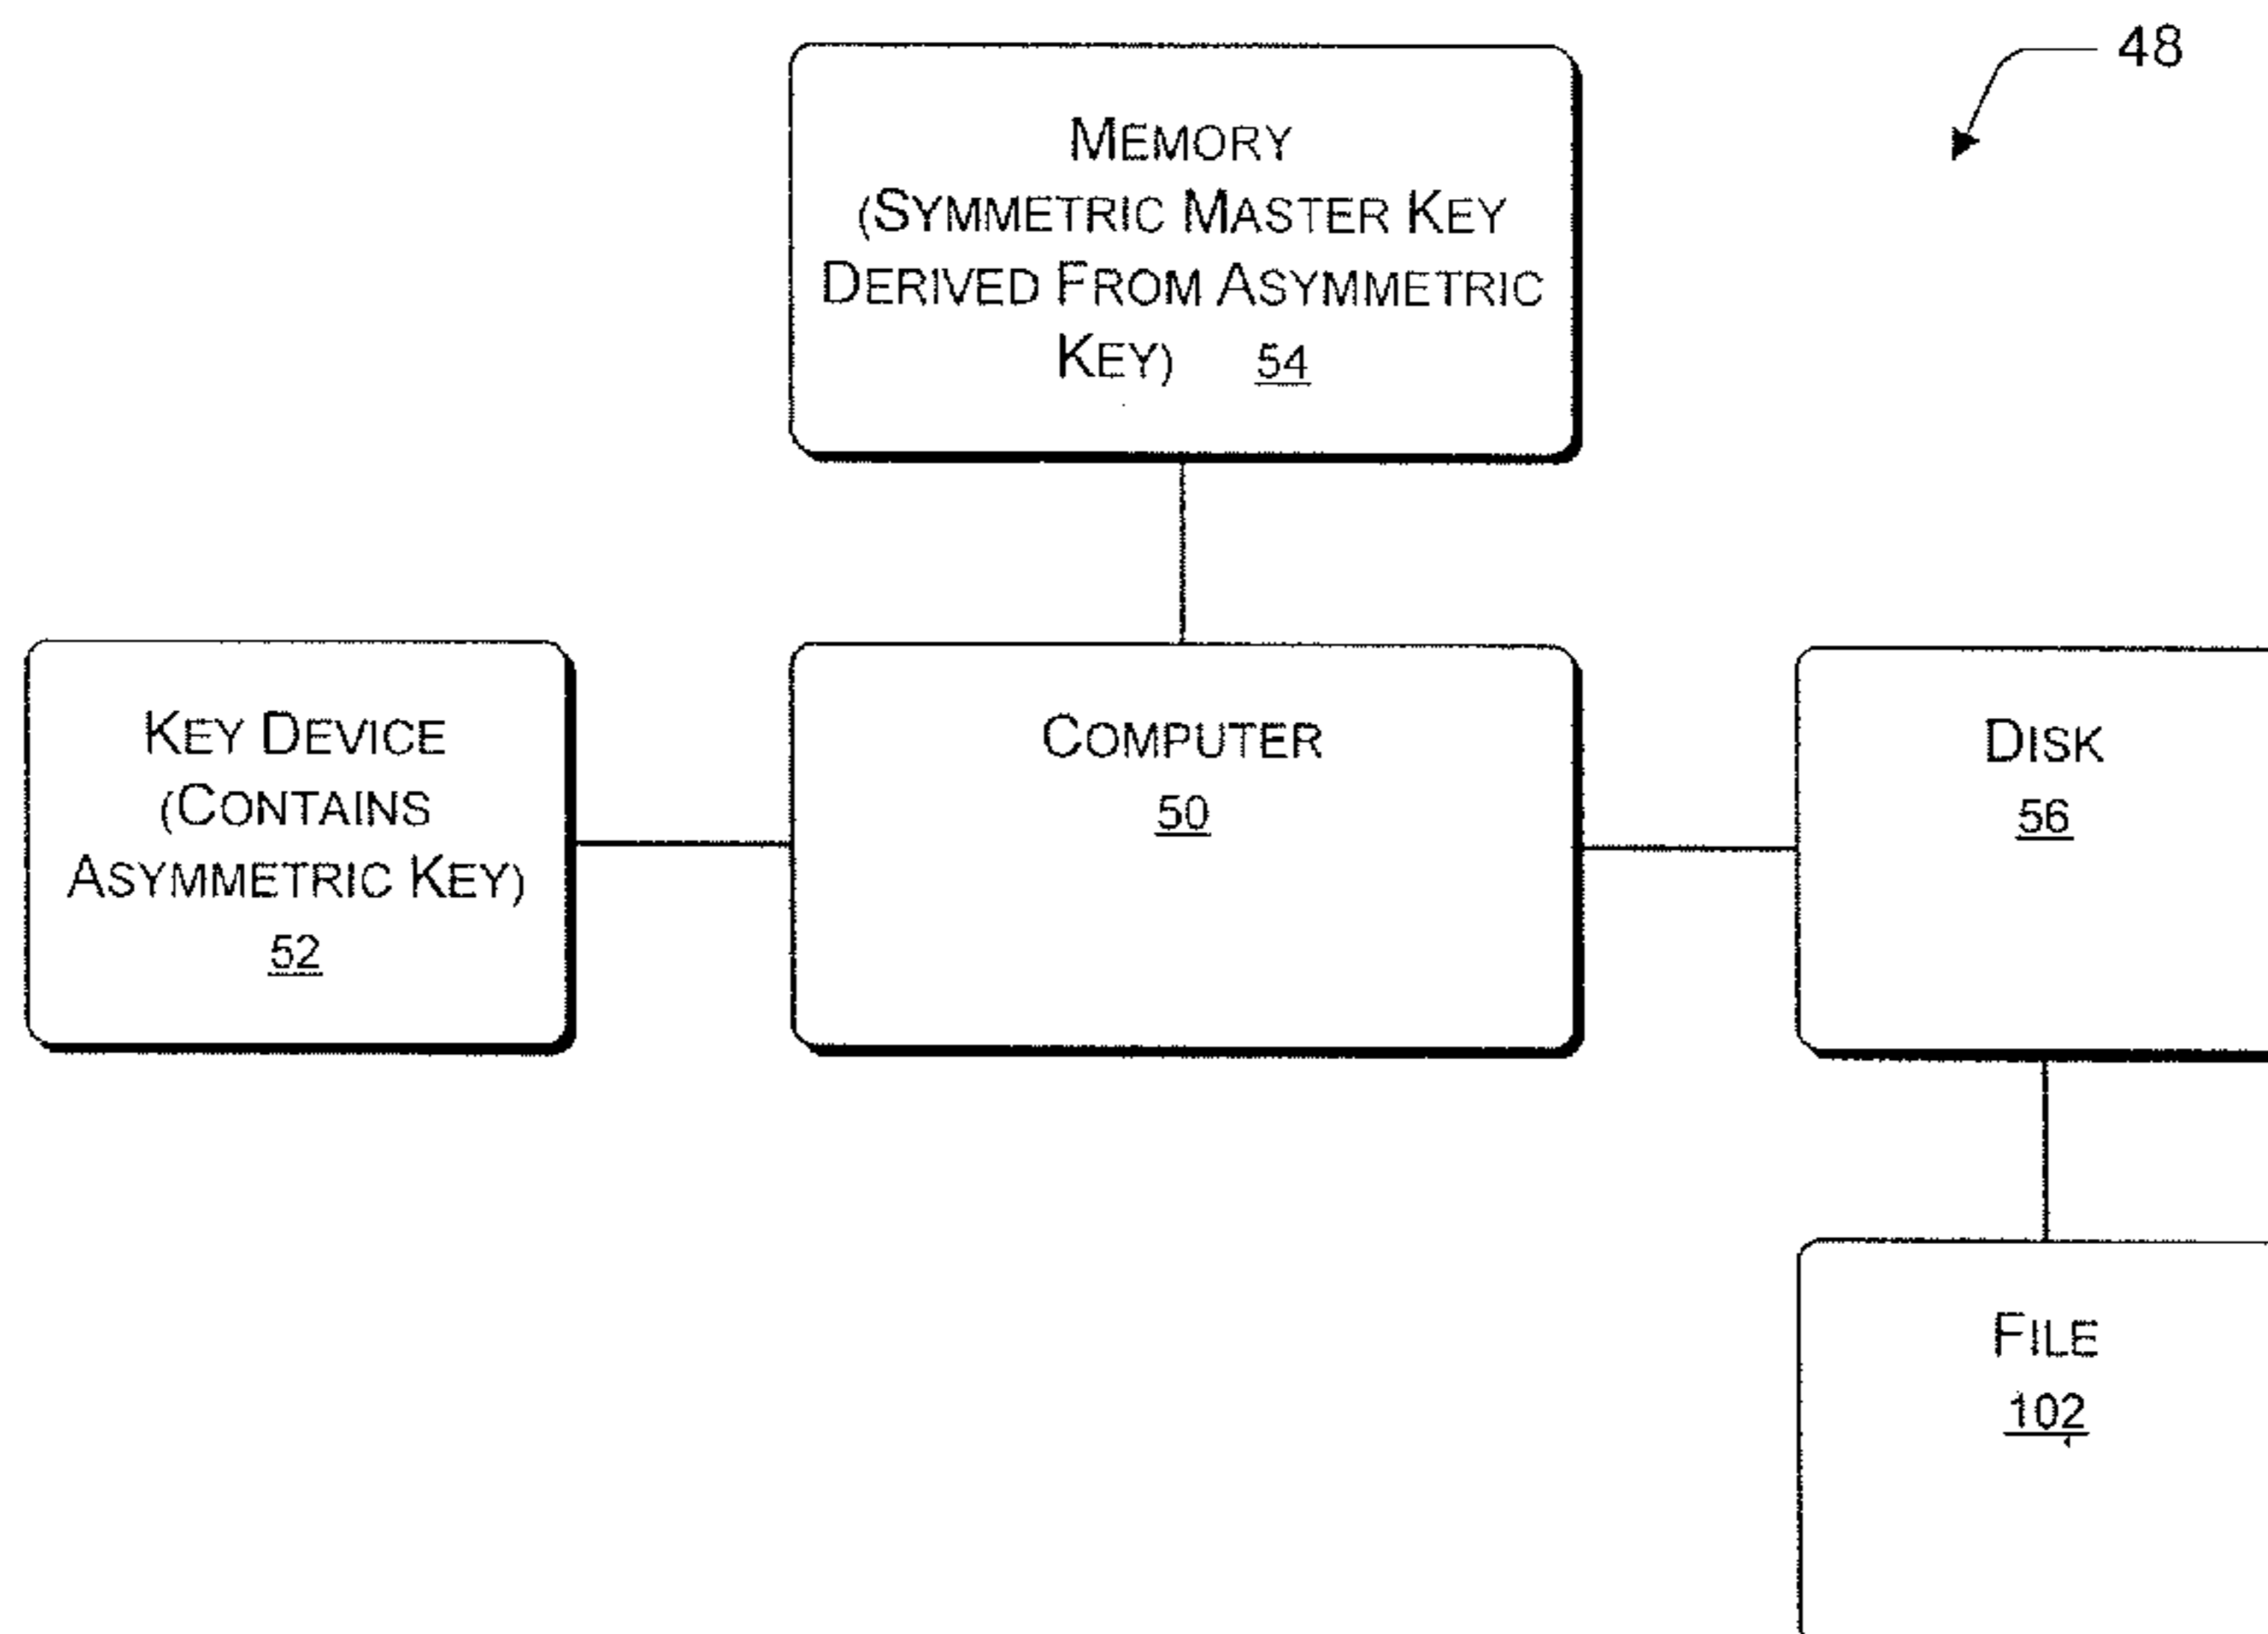 48
MEMORY
(SYMMETRIC MASTER KEY
DERIVED FROM ASYMMETRIC
KEY) 54
KEY DEVICE
(CONTAINS
ASYMMETRIC KEY)
52
COMPUTER
50
DISK
56
FILE
102